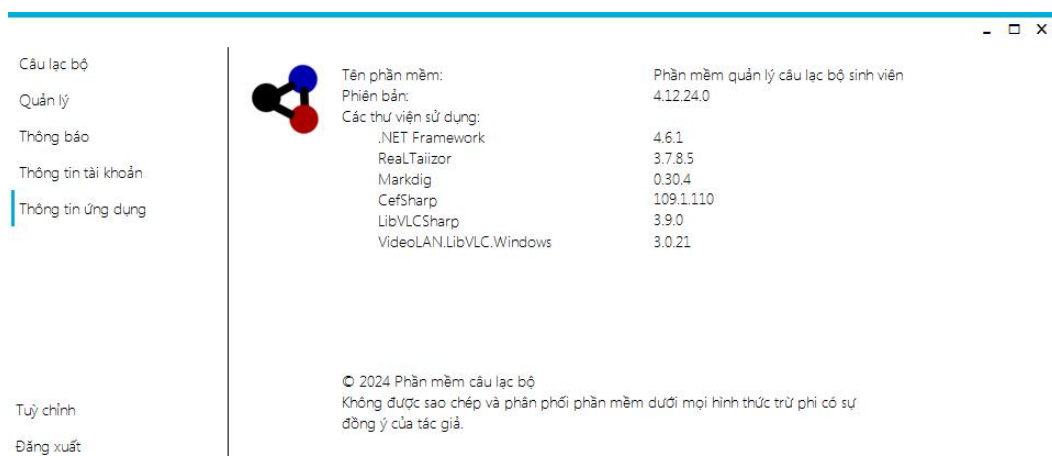 Câu lạc bộ
Quản lý
Thông báo
Thông tin tài khoản
Thông tin ứng dụng
Tuỳ chỉnh
Đăng xuất
Tên phần mềm: Phần mềm quản lý câu lạc bộ sinh viên
Phiên bản: 4.12.24.0
Các thư viện sử dụng:
.NET Framework 4.6.1
ReaLTaiizor 3.7.8.5
Markdig 0.30.4
CefSharp 109.1.110
LibVLCSharp 3.9.0
VideoLAN.LibVLC.Windows 3.0.21
© 2024 Phần mềm câu lạc bộ
Không được sao chép và phân phối phần mềm dưới mọi hình thức trừ phi có sự
đồng ý của tác giả.